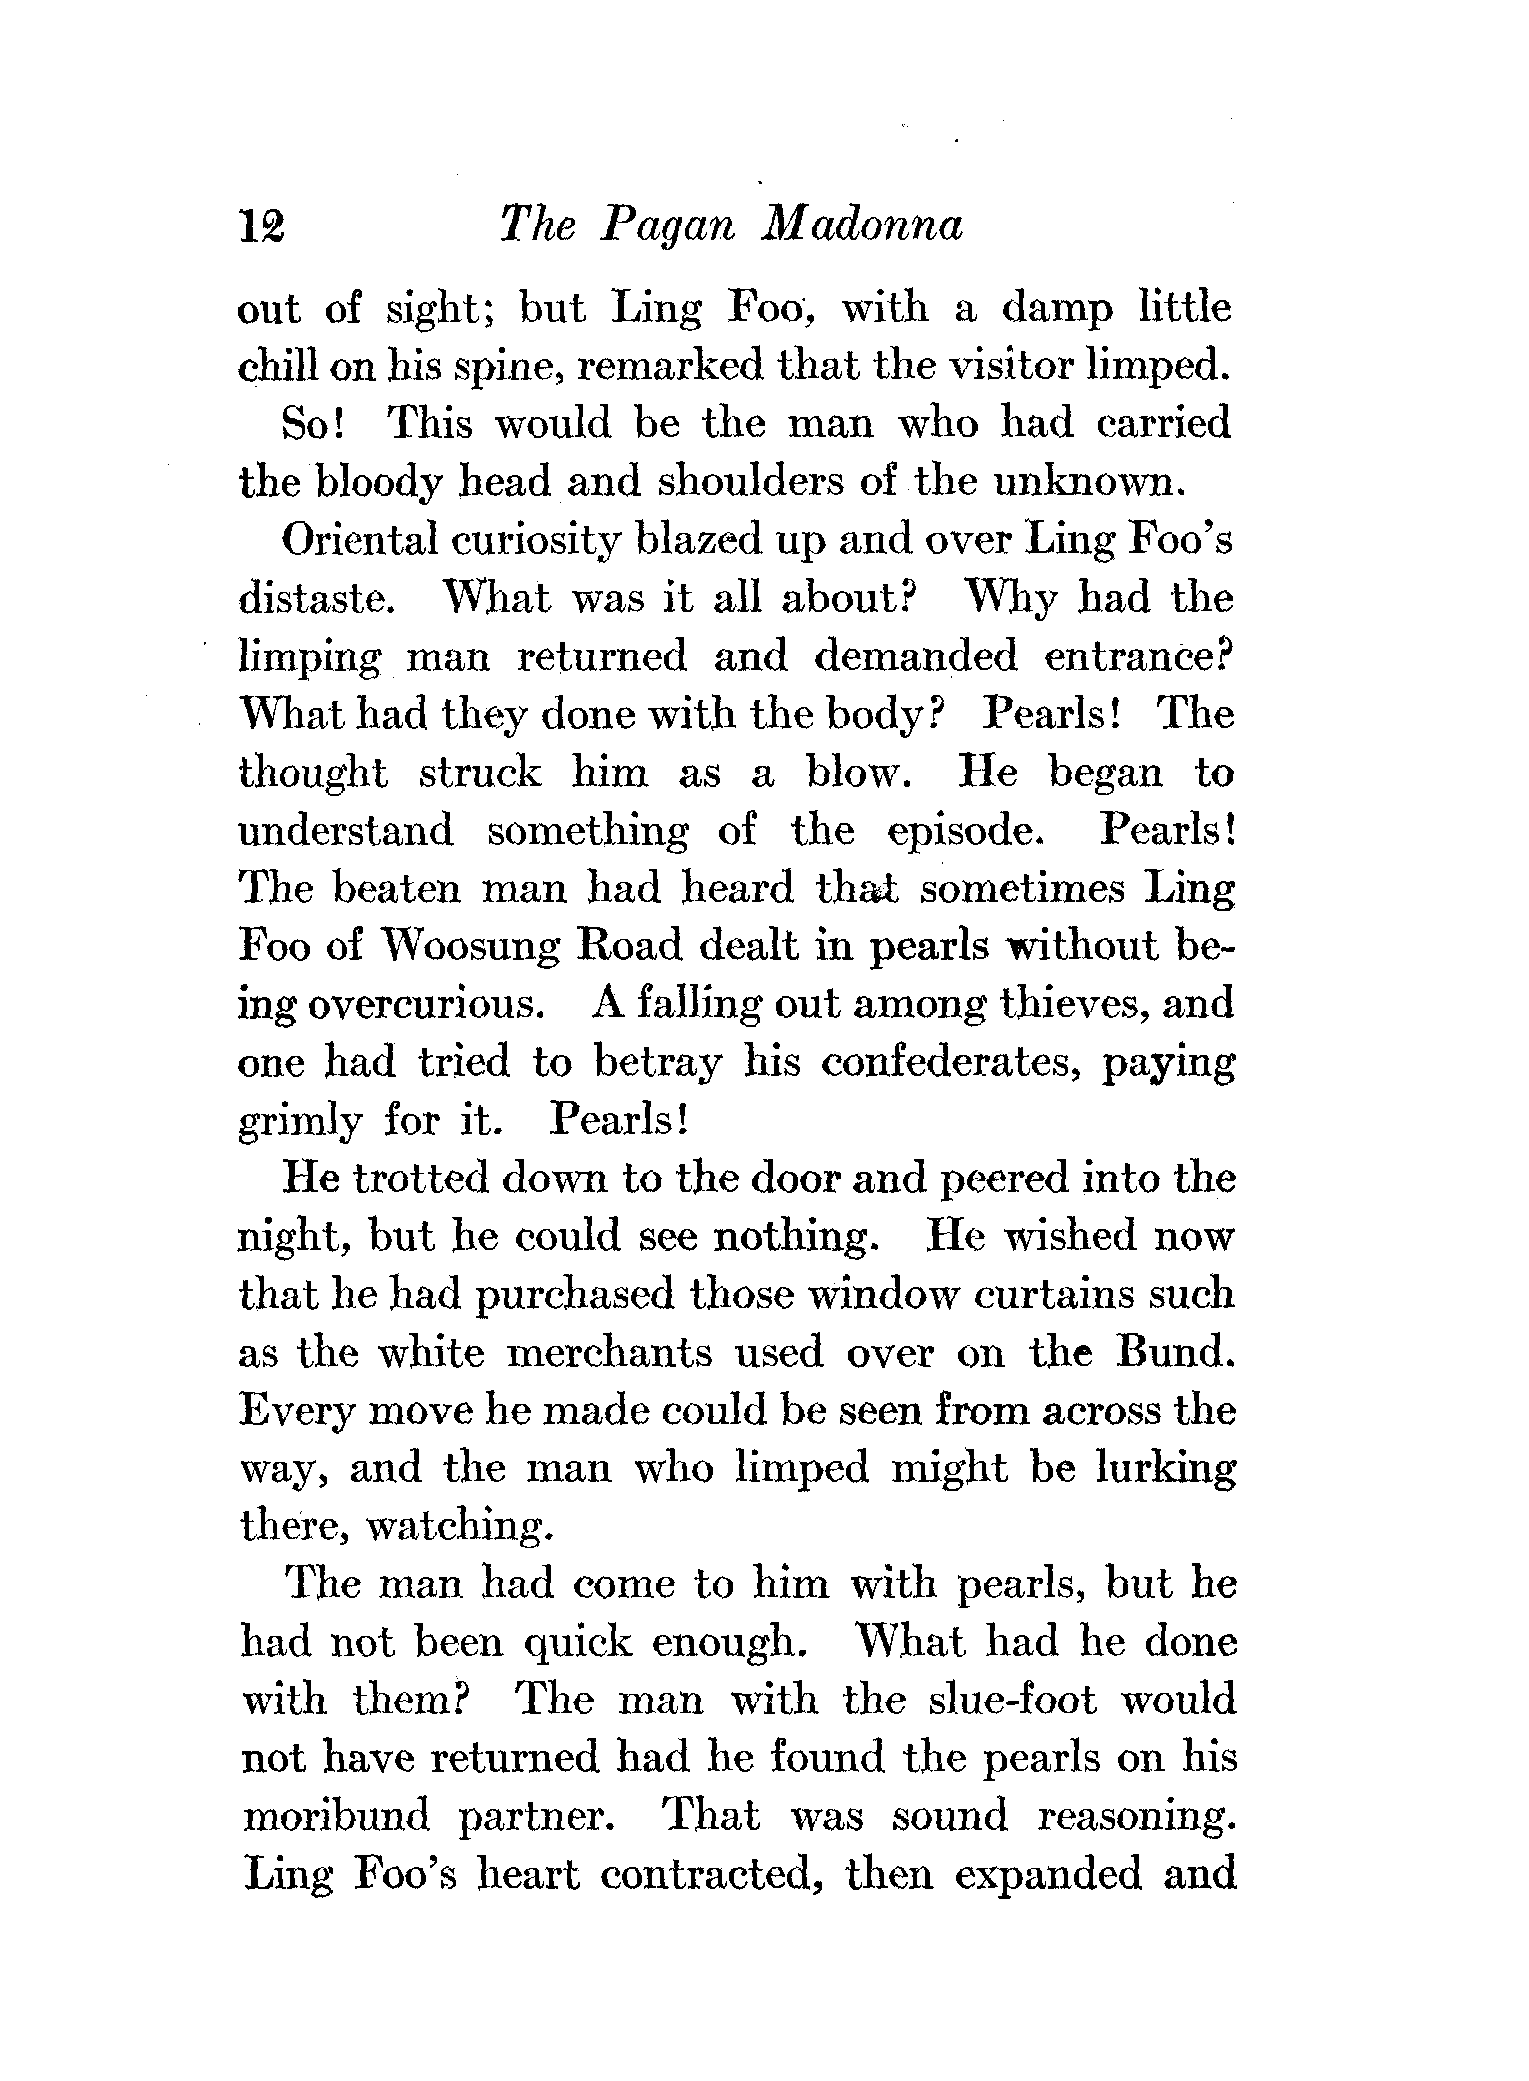 12 The Pagan Madonna
out of sight; but Ling Foo, with a damp little
chill on his spine, remarked that the visitor limped.
So! This would be the man who had carried
the bloody head and shoulders of the unknown.
Oriental curiosity blazed up and over Ling Foo's
distaste. What was it all about? Why had the
limping man returned and demanded entrance?
What had they done with the body? Pearls! The
thought struck him as a blow. He began to
understand something of the episode. Pearls!
The beaten man had heard that sometimes Ling
Foo of Woosung Road dealt in pearls without be-
ing overcurious. A falling out among thieves, and
one had tried to betray his confederates, paying
grimly for it. Pearls!
He trotted down to the door and peered into the
night, but he could see nothing. He wished now
that he had purchased those window curtains such
as the white merchants used over on the Bund.
Every move he made could be seen from across the
way, and the man who limped might be lurking
there, watching.
The man had come to him with pearls, but he
had not been quick enough. What had he done
with them? The man with the slue-foot would
not have returned had he found the pearls on his
moribund partner. That was sound reasoning.
Ling Foo's heart contracted, then expanded and